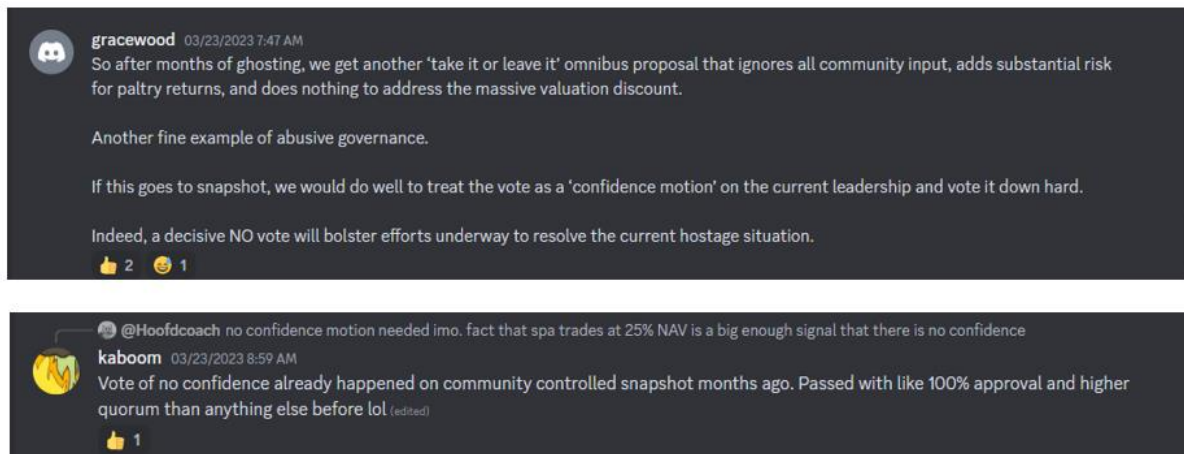 gracewood 03/23/2023 7:47 AM
So after months of ghosting, we get another ‘take it or leave it’ omnibus proposal that ignores all community input, adds substantial risk
for paltry returns, and does nothing to address the massive valuation discount.
Another fine example of abusive governance.
If this goes to snapshot, we would do well to treat the vote as a ‘confidence motion’ on the current leadership and vote it down hard.
Indeed, a decisive NO vote will bolster efforts underway to resolve the current hostage situation.
2 1
@Hoofdcoach no confidence motion needed imo. fact that spa trades at 25% NAV is a big enough signal that there is no confidence
kaboom 03/23/2023 8:59 AM
Vote of no confidence already happened on community controlled snapshot months ago. Passed with like 100% approval and higher
quorum than anything else before lol (edited)
1